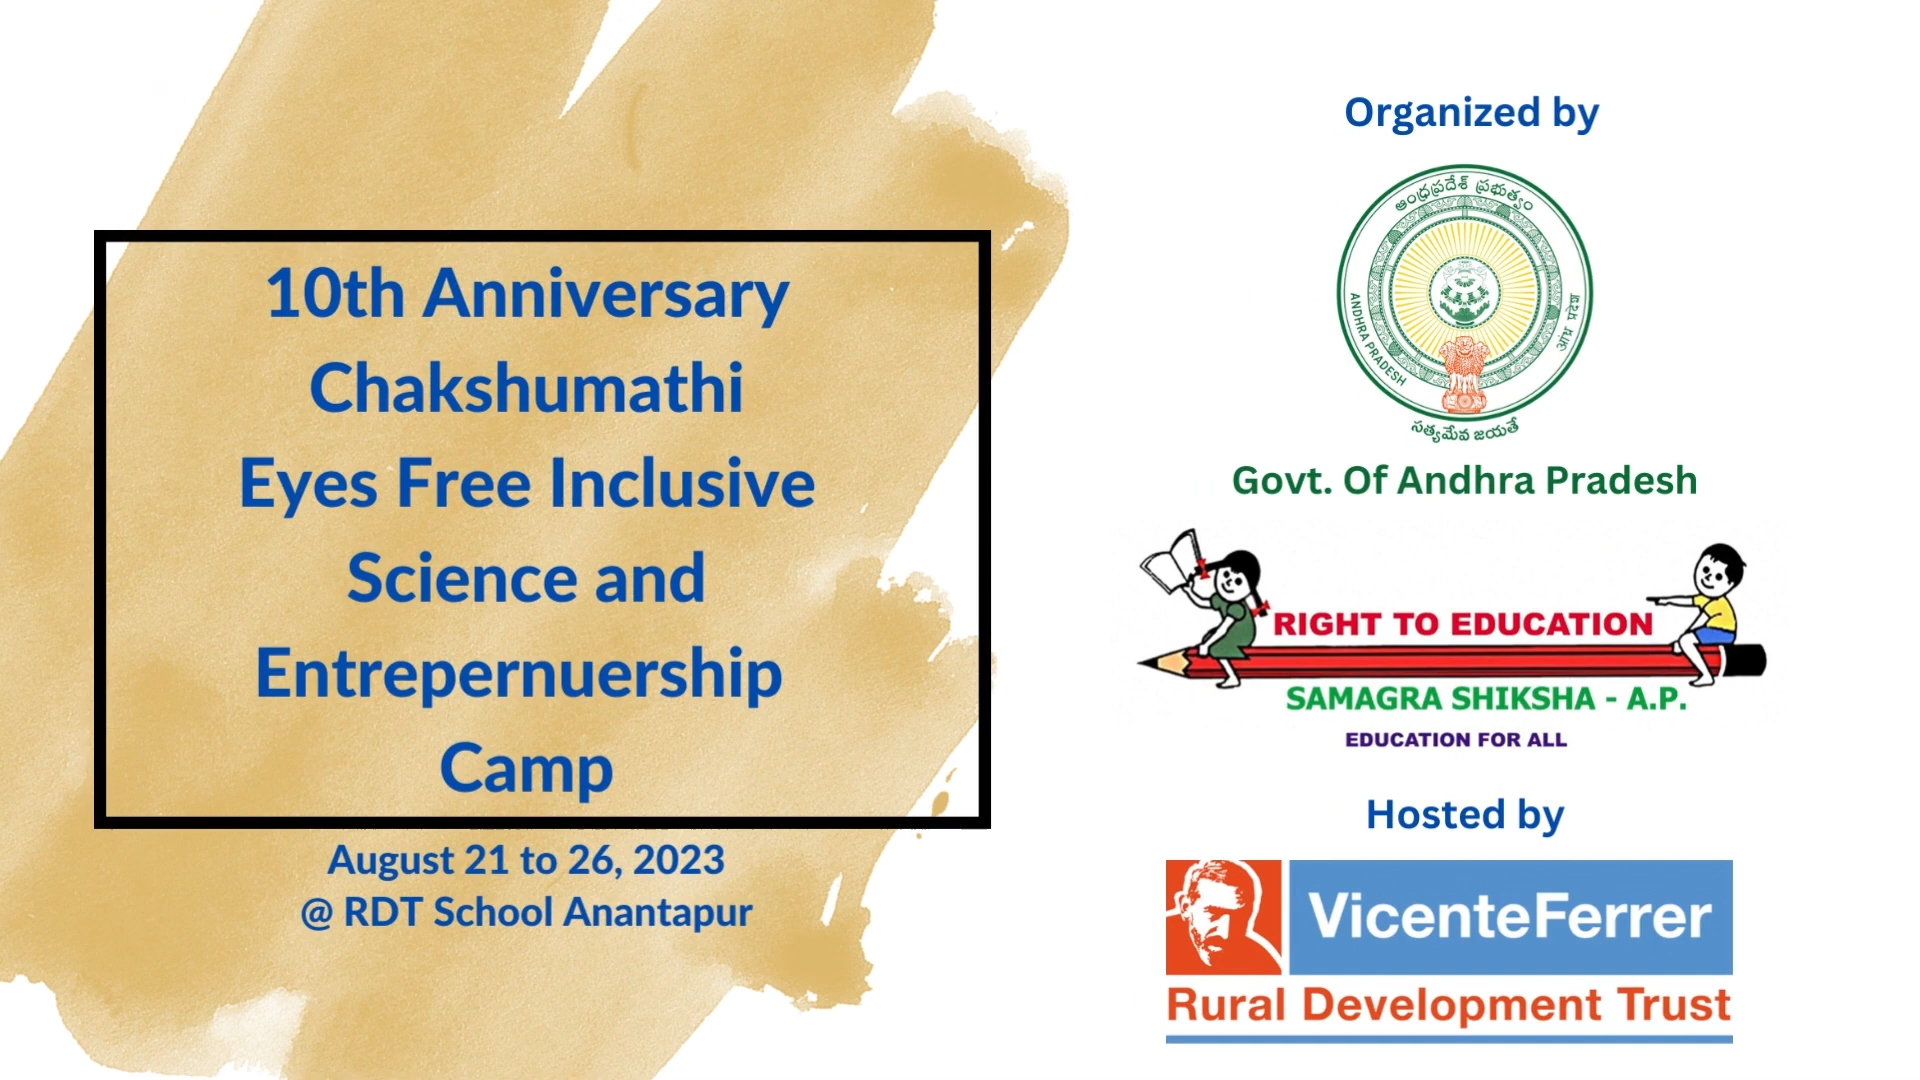 10th Anniversary
Chakshumathi
Eyes Free Inclusive
Science and
Entrepernuership
Camp
August 21 to 26, 2023
@ RDT School Anantapur
Organized by
ఆంధ్రప్రదేశ్ ప్రభుత్వం
ANDHRA PRADESH
आंध्र प्रदेश
సత్యమేవ జయతే
Govt. Of Andhra Pradesh
RIGHT TO EDUCATION
SAMAGRA SHIKSHA - A.P.
EDUCATION FOR ALL
Hosted by
VicenteFerrer
Rural Development Trust